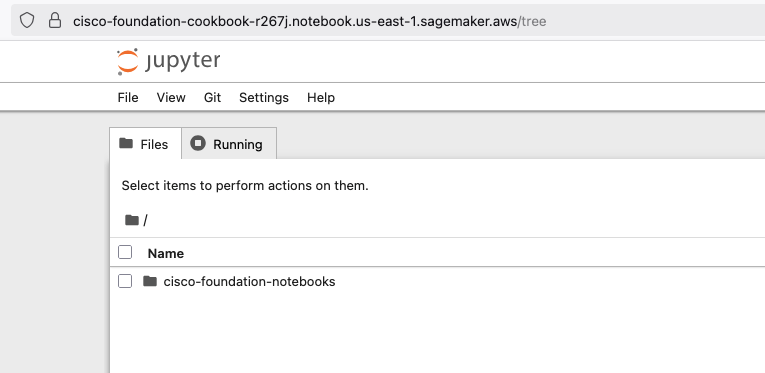 cisco-foundation-cookbook-r267j.notebook.us-east-1.sagemaker.aws/tree
jupyter
File View Git Settings Help
Files Running
Select items to perform actions on them.
/
Name
cisco-foundation-notebooks